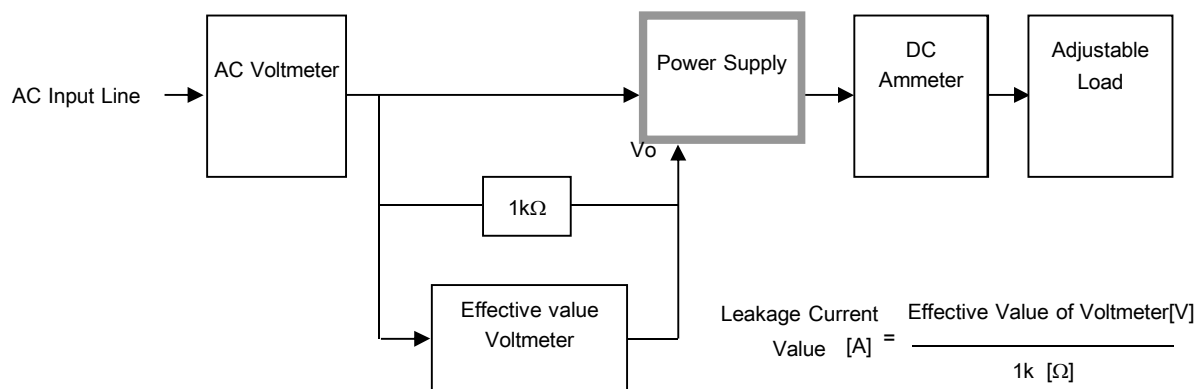 AC Input Line
AC Voltmeter
Power Supply
DC
Ammeter
Adjustable
Load
Vo
1kΩ
Effective value
Voltmeter
Leakage Current
Value [A]
=
Effective Value of Voltmeter[V]
1k [Ω]